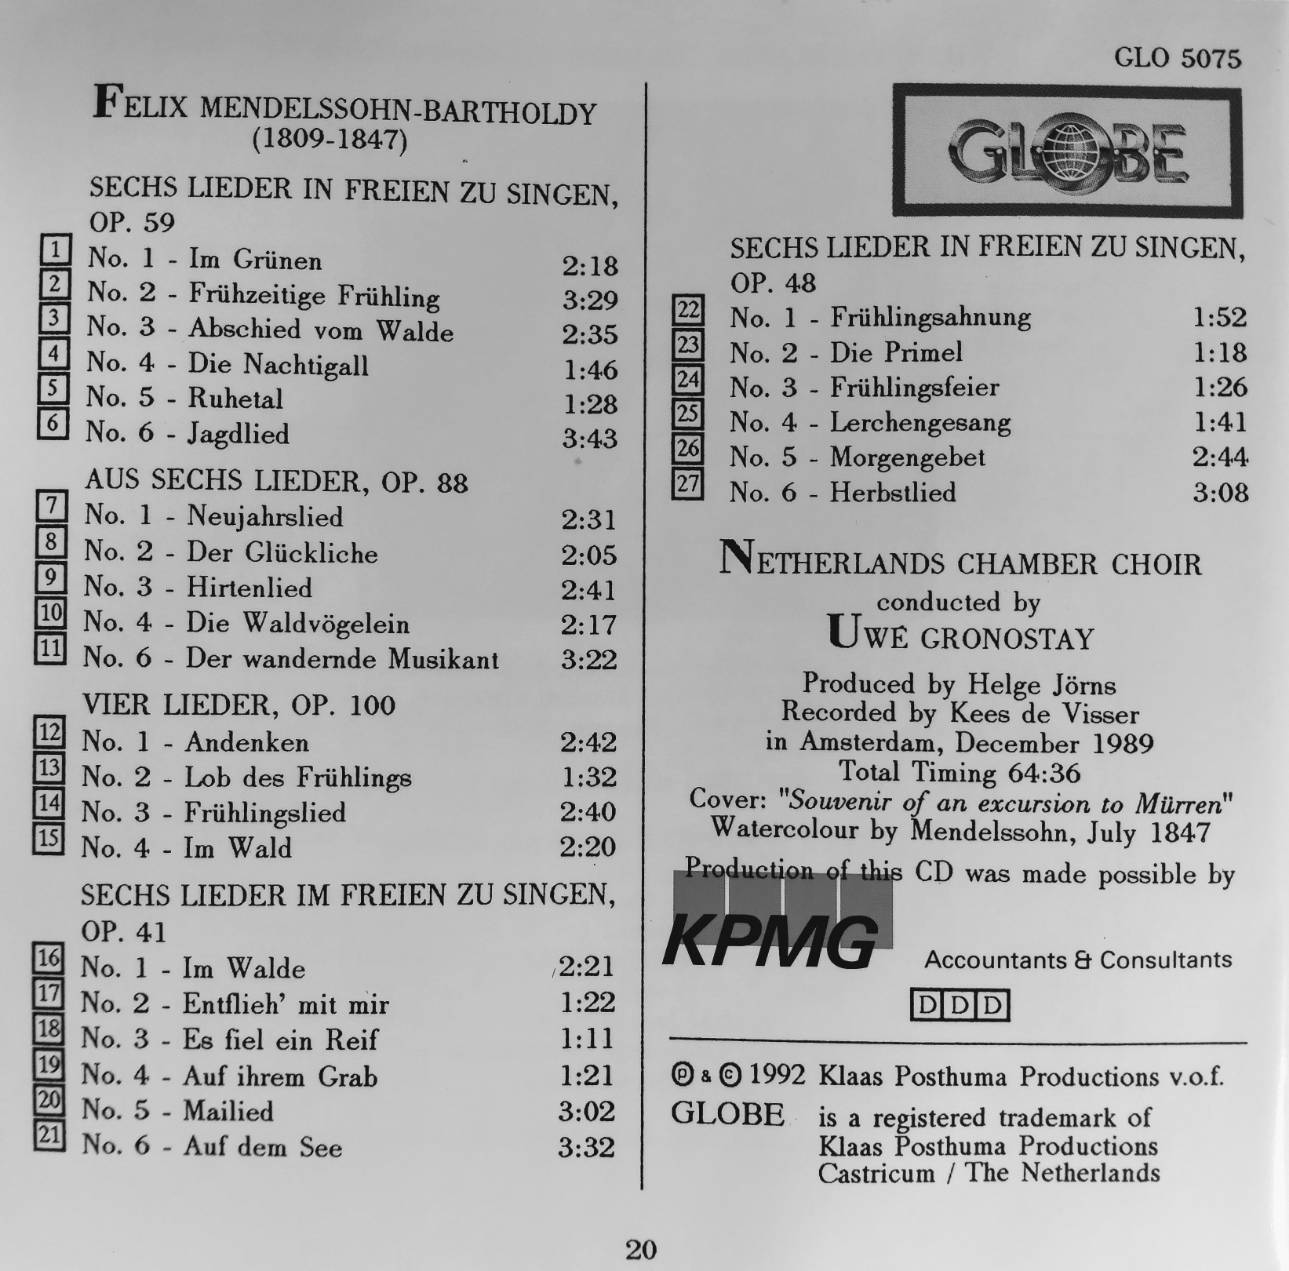 FELIX MENDELSSOHN-BARTHOLDY
(1809-1847)
SECHS LIEDER IN FREIEN ZU SINGEN,
OP. 59
1 No. 1 - Im Grünen 2:18
2 No. 2 - Frühzeitige Frühling 3:29
3 No. 3 - Abschied vom Walde 2:35
4 No. 4 - Die Nachtigall 1:46
5 No. 5 - Ruhetal 1:28
6 No. 6 - Jagdlied 3:43
AUS SECHS LIEDER, OP. 88
7 No. 1 - Neujahrslied 2:31
8 No. 2 - Der Glückliche 2:05
9 No. 3 - Hirtenlied 2:41
10 No. 4 - Die Waldvögelein 2:17
11 No. 6 - Der wandernde Musikant 3:22
VIER LIEDER, OP. 100
12 No. 1 - Andenken 2:42
13 No. 2 - Lob des Frühlings 1:32
14 No. 3 - Frühlingslied 2:40
15 No. 4 - Im Wald 2:20
SECHS LIEDER IM FREIEN ZU SINGEN,
OP. 41
16 No. 1 - Im Walde 2:21
17 No. 2 - Entflieh' mit mir 1:22
18 No. 3 - Es fiel ein Reif 1:11
19 No. 4 - Auf ihrem Grab 1:21
20 No. 5 - Mailied 3:02
21 No. 6 - Auf dem See 3:32
GLO 5075
GLOBE
SECHS LIEDER IN FREIEN ZU SINGEN,
OP. 48
22 No. 1 - Frühlingsahnung 1:52
23 No. 2 - Die Primel 1:18
24 No. 3 - Frühlingsfeier 1:26
25 No. 4 - Lerchengesang 1:41
26 No. 5 - Morgengebet 2:44
27 No. 6 - Herbstlied 3:08
NETHERLANDS CHAMBER CHOIR
conducted by
UWE GRONOSTAY
Produced by Helge Jörns
Recorded by Kees de Visser
in Amsterdam, December 1989
Total Timing 64:36
Cover: "Souvenir of an excursion to Mürren"
Watercolour by Mendelssohn, July 1847
Production of this CD was made possible by
KPMG Accountants & Consultants
DDD
℗ & © 1992 Klaas Posthuma Productions v.o.f.
GLOBE is a registered trademark of
Klaas Posthuma Productions
Castricum / The Netherlands
20